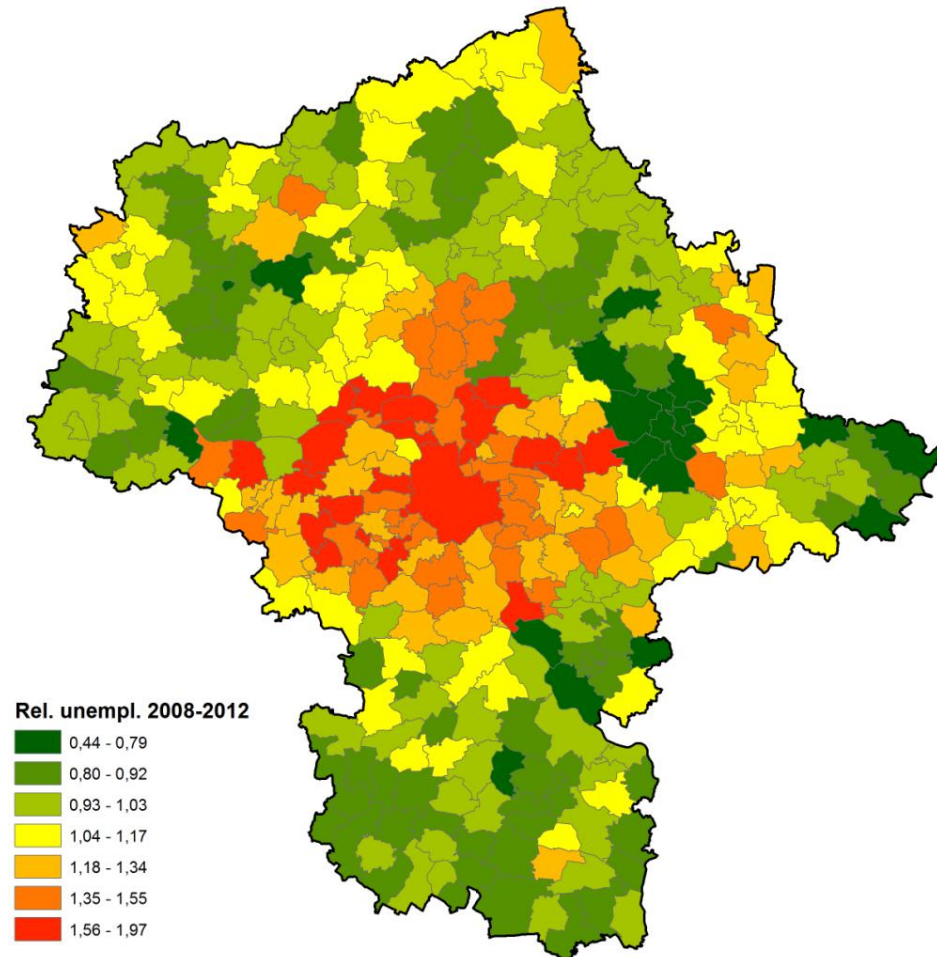 Rel. unempl. 2008-2012
0,44 - 0,79
0,80 - 0,92
0,93 - 1,03
1,04 - 1,17
1,18 - 1,34
1,35 - 1,55
1,56 - 1,97